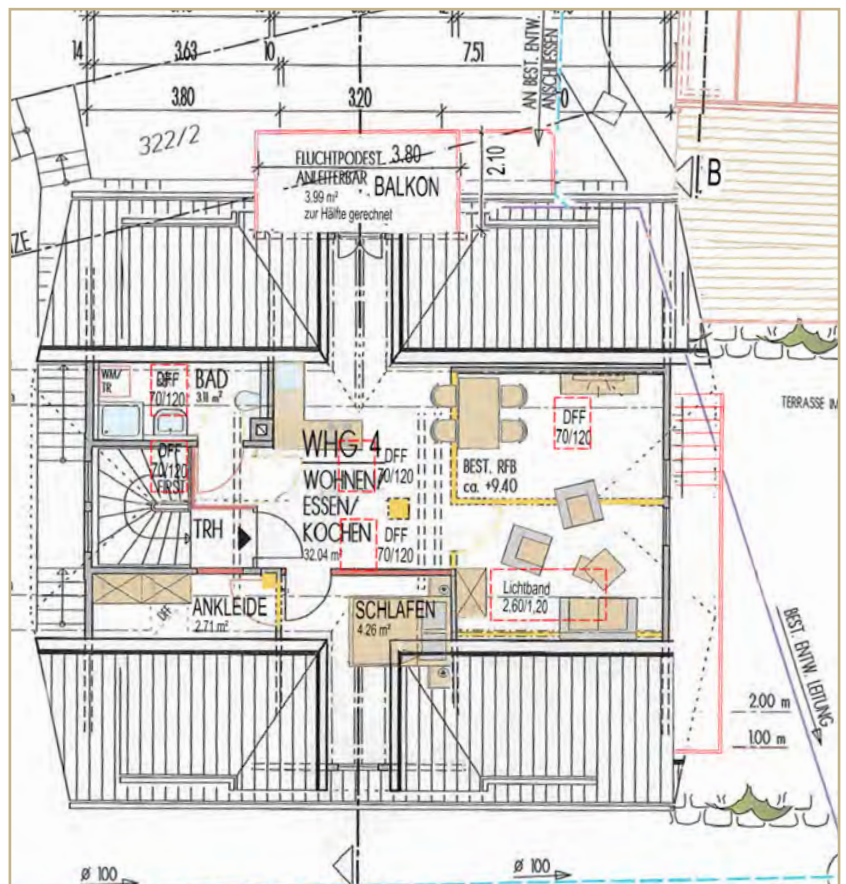 14
3.63
10
7.51
3.80
3.20
0
AN BEST. ENTW.
ANSCHLIESSEN
322/2
FLUCHTPODEST
3.80
ANLEITERBAR
BALKON
3.99 m²
zur Hälfte gerechnet
2.10
B
ZE
WM/
TR
DFF
70/120
BAD
3.11 m²
DFF
70/120
FIRST
TRH
WHG 4
DFF
70/120
WOHNEN/
ESSEN/
KOCHEN
32.04 m²
DFF
70/120
BEST. RFB
ca. +9.40
DFF
70/120
TERRASSE IM
Lichtband
2,60/1,20
ANKLEIDE
2.71 m²
DFF
SCHLAFEN
4.26 m²
BEST. ENTW. LEITUNG
2.00 m
1.00 m
Ø 100
Ø 100